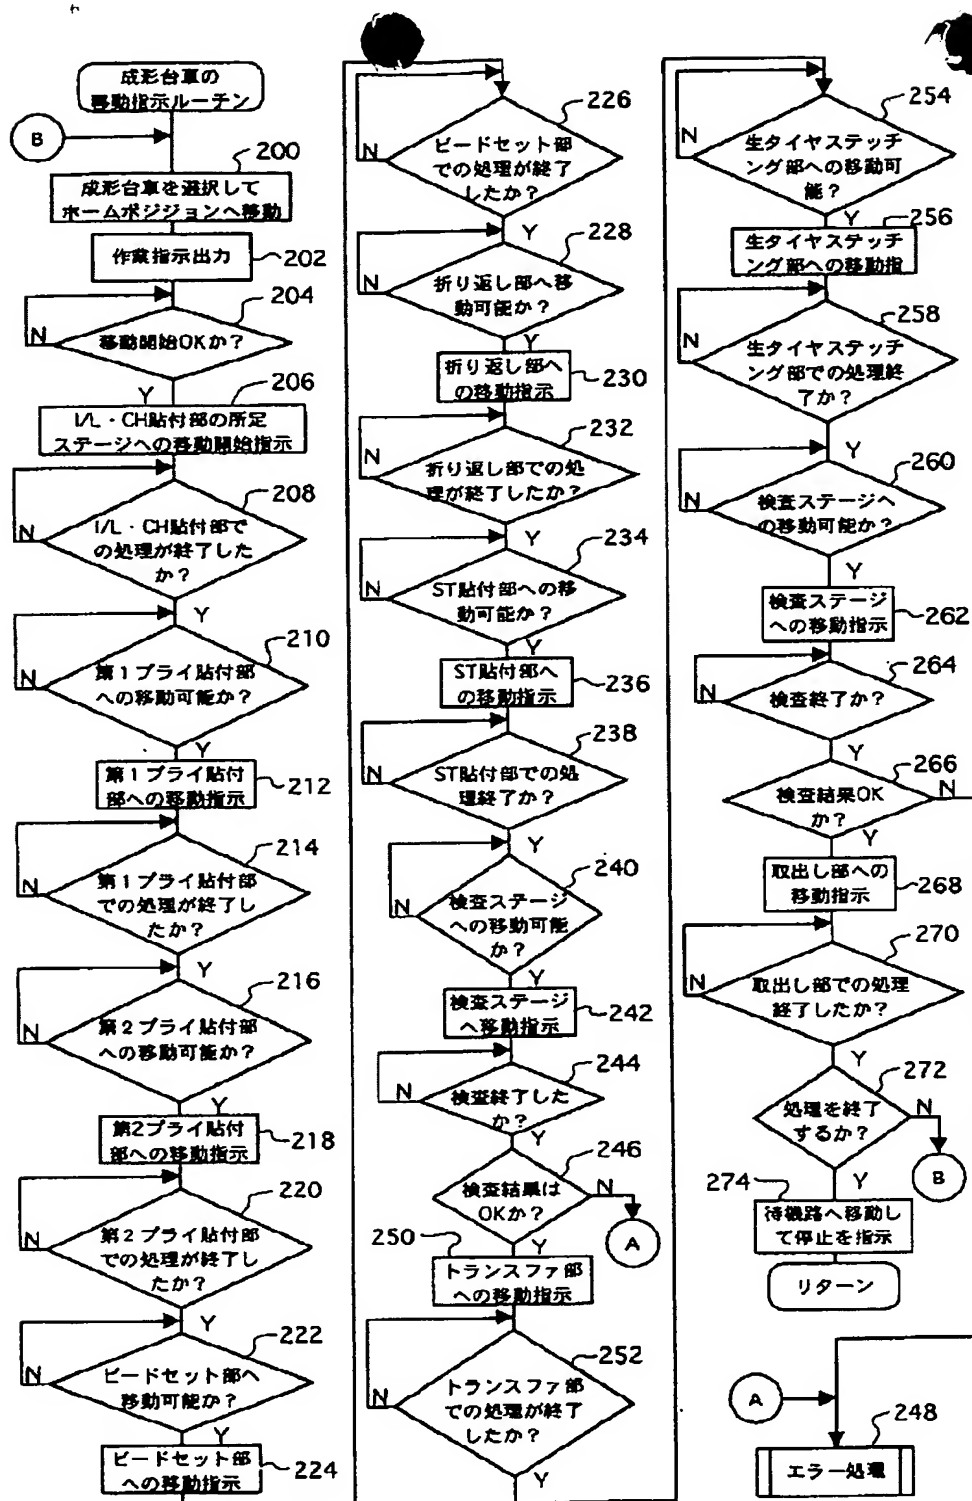 成形台車の
移動指示ルーチン
B
200
成形台車を選択して
ホームポジジョンへ移動
作業指示出力
202
204
移動開始OKか？
N
Y
206
I/L・CH貼付部の所定
ステージへの移動開始指示
208
I/L・CH貼付部で
の処理が終了した
か？
N
Y
210
第1プライ貼付部
への移動可能か？
N
Y
第1プライ貼付
部への移動指示
212
214
第1プライ貼付部
での処理が終了し
たか？
N
Y
216
第2プライ貼付部
への移動可能か？
N
Y
第2プライ貼付
部への移動指示
218
220
第2プライ貼付部
での処理が終了し
たか？
N
Y
222
ビードセット部へ
移動可能か？
N
Y
ビードセット部
への移動指示
224
226
ビードセット部
での処理が終了
したか？
N
Y
228
折り返し部へ移
動可能か？
N
Y
折り返し部へ
の移動指示
230
232
折り返し部での処
理が終了したか？
N
Y
234
ST貼付部への移
動可能か？
N
Y
ST貼付部へ
の移動指示
236
238
ST貼付部での処
理終了か？
N
Y
240
検査ステージ
への移動可能
か？
N
Y
検査ステージ
へ移動指示
242
244
検査終了した
か？
N
Y
246
検査結果は
OKか？
N
A
Y
250
トランスファ部
への移動指示
252
トランスファ部
での処理が終了
したか？
N
Y
254
生タイヤステッチ
ング部への移動可
能？
N
Y
256
生タイヤステッチ
ング部への移動指
258
生タイヤステッチ
ング部での処理終
了か？
N
Y
260
検査ステージへ
の移動可能か？
N
Y
検査ステージ
への移動指示
262
264
検査終了か？
N
Y
266
検査結果OK
か？
N
Y
取出し部への
移動指示
268
270
取出し部での処理
終了したか？
N
Y
272
処理を終了
するか？
N
B
Y
274
待機路へ移動し
て停止を指示
リターン
A
248
エラー処理